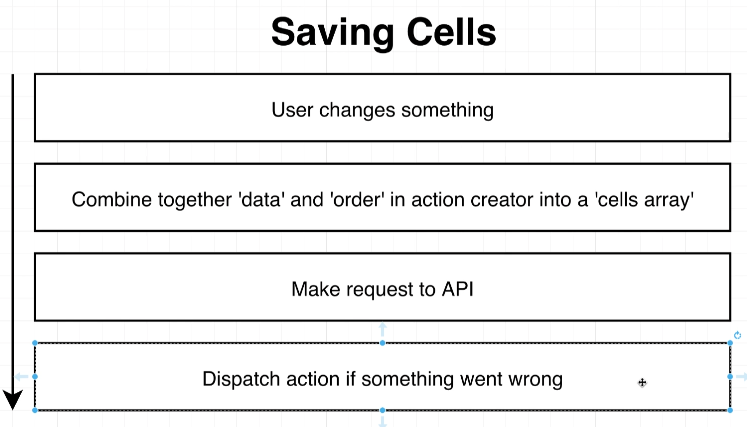 Saving Cells
User changes something
Combine together 'data' and 'order' in action creator into a 'cells array'
Make request to API
Dispatch action if something went wrong